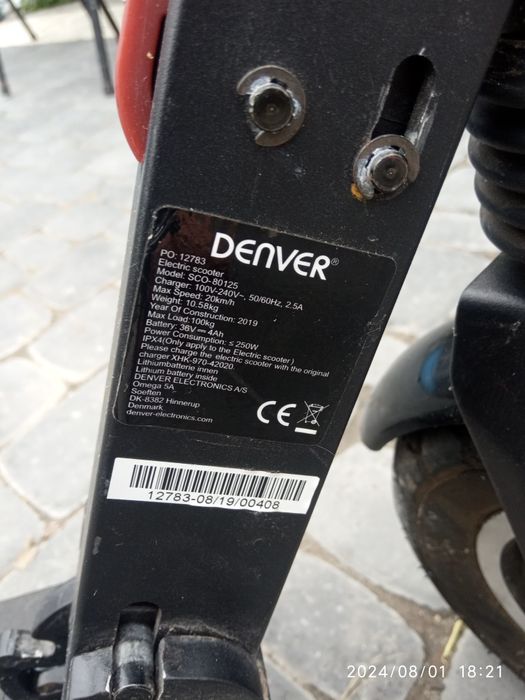 DENVER®
PO: 12783
Electric scooter
Model: SCO-80125
Charger: 100V-240V~, 50/60Hz, 2.5A
Max Speed: 20km/h
Weight: 10.58kg
Year Of Construction: 2019
Max Load:100kg
Battery: 36V ⎓ 4Ah
Power Consumption: ≤ 250W
IPX4(Only apply to the Electric scooter)
Please charge the electric scooter with the original
charger XHK-970-42020.
Lithiumbatterie innen
Lithium battery inside
DENVER ELECTRONICS A/S
Omega 5A,
Soeften
DK-8382 Hinnerup
Denmark
denver-electronics.com
CE
12783-08/19/00408
2024/08/01 18:21